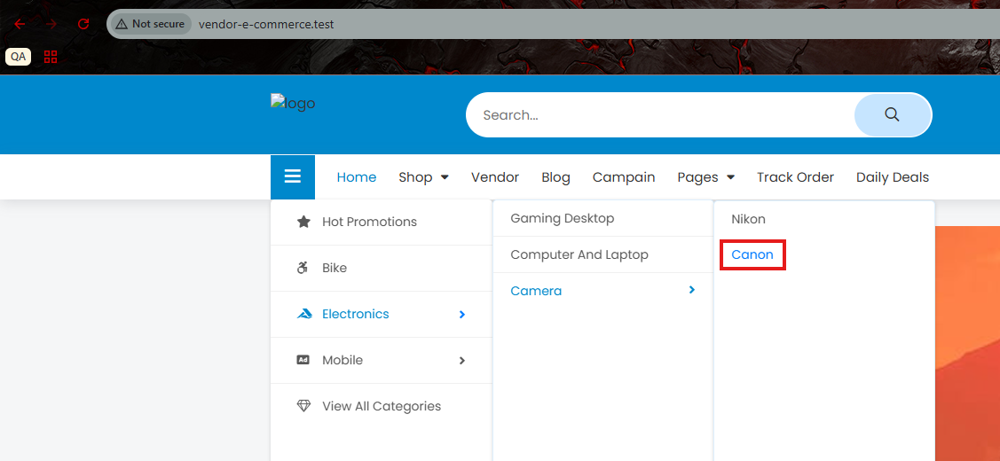 Not secure vendor-e-commerce.test
QA
logo
Search...
Home Shop Vendor Blog Campain Pages Track Order Daily Deals
Hot Promotions
Bike
Electronics
Ad Mobile
View All Categories
Gaming Desktop
Computer And Laptop
Camera
Nikon
Canon